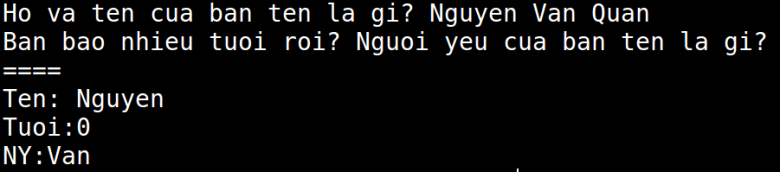 Ho va ten cua ban ten la gi? Nguyen Van Quan
Ban bao nhieu tuoi roi? Nguoi yeu cua ban ten la gi?
====
Ten: Nguyen
Tuoi:0
NY:Van